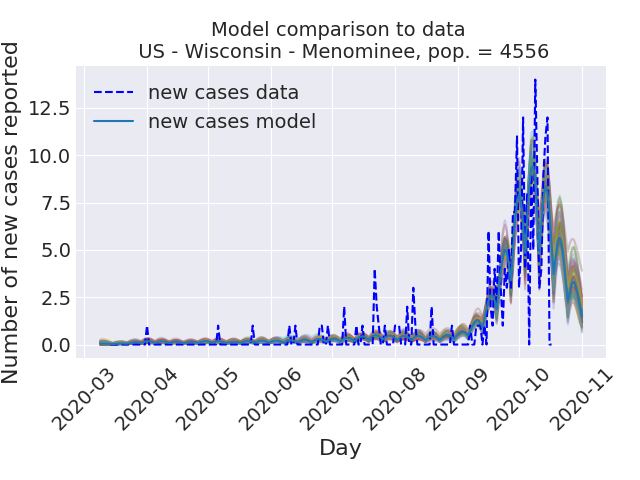 Model comparison to data
US - Wisconsin - Menominee, pop. = 4556
Number of new cases reported
12.5
10.0
7.5
5.0
2.5
0.0
new cases data
new cases model
2020-03
2020-04
2020-05
2020-06
2020-07
2020-08
2020-09
2020-10
2020-11
Day